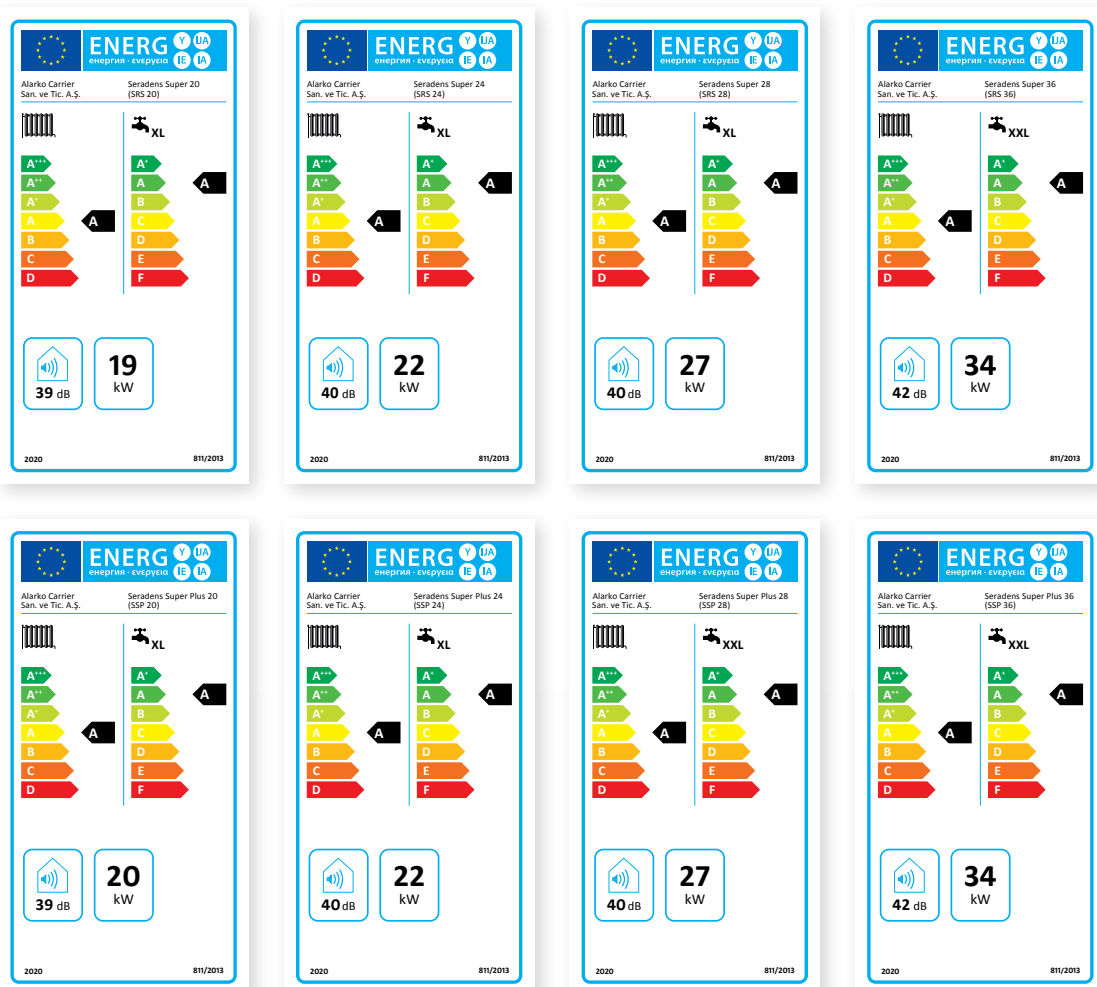 ENERG Y IJA
енергия · ενεργεια IE IA
Alarko Carrier
San. ve Tic. A.Ş.
Seradens Super 20
(SRS 20)
XL
A+++
A++
A+
A
B
C
D
A
A+
A
B
C
D
E
F
A
39 dB
19
kW
2020
811/2013
ENERG Y IJA
енергия · ενεργεια IE IA
Alarko Carrier
San. ve Tic. A.Ş.
Seradens Super 24
(SRS 24)
XL
A+++
A++
A+
A
B
C
D
A
A+
A
B
C
D
E
F
A
40 dB
22
kW
2020
811/2013
ENERG Y IJA
енергия · ενεργεια IE IA
Alarko Carrier
San. ve Tic. A.Ş.
Seradens Super 28
(SRS 28)
XL
A+++
A++
A+
A
B
C
D
A
A+
A
B
C
D
E
F
A
40 dB
27
kW
2020
811/2013
ENERG Y IJA
енергия · ενεργεια IE IA
Alarko Carrier
San. ve Tic. A.Ş.
Seradens Super 36
(SRS 36)
XXL
A+++
A++
A+
A
B
C
D
A
A+
A
B
C
D
E
F
A
42 dB
34
kW
2020
811/2013
ENERG Y IJA
енергия · ενεργεια IE IA
Alarko Carrier
San. ve Tic. A.Ş.
Seradens Super Plus 20
(SSP 20)
XL
A+++
A++
A+
A
B
C
D
A
A+
A
B
C
D
E
F
A
39 dB
20
kW
2020
811/2013
ENERG Y IJA
енергия · ενεργεια IE IA
Alarko Carrier
San. ve Tic. A.Ş.
Seradens Super Plus 24
(SSP 24)
XL
A+++
A++
A+
A
B
C
D
A
A+
A
B
C
D
E
F
A
40 dB
22
kW
2020
811/2013
ENERG Y IJA
енергия · ενεργεια IE IA
Alarko Carrier
San. ve Tic. A.Ş.
Seradens Super Plus 28
(SSP 28)
XXL
A+++
A++
A+
A
B
C
D
A
A+
A
B
C
D
E
F
A
40 dB
27
kW
2020
811/2013
ENERG Y IJA
енергия · ενεργεια IE IA
Alarko Carrier
San. ve Tic. A.Ş.
Seradens Super Plus 36
(SSP 36)
XXL
A+++
A++
A+
A
B
C
D
A
A+
A
B
C
D
E
F
A
42 dB
34
kW
2020
811/2013